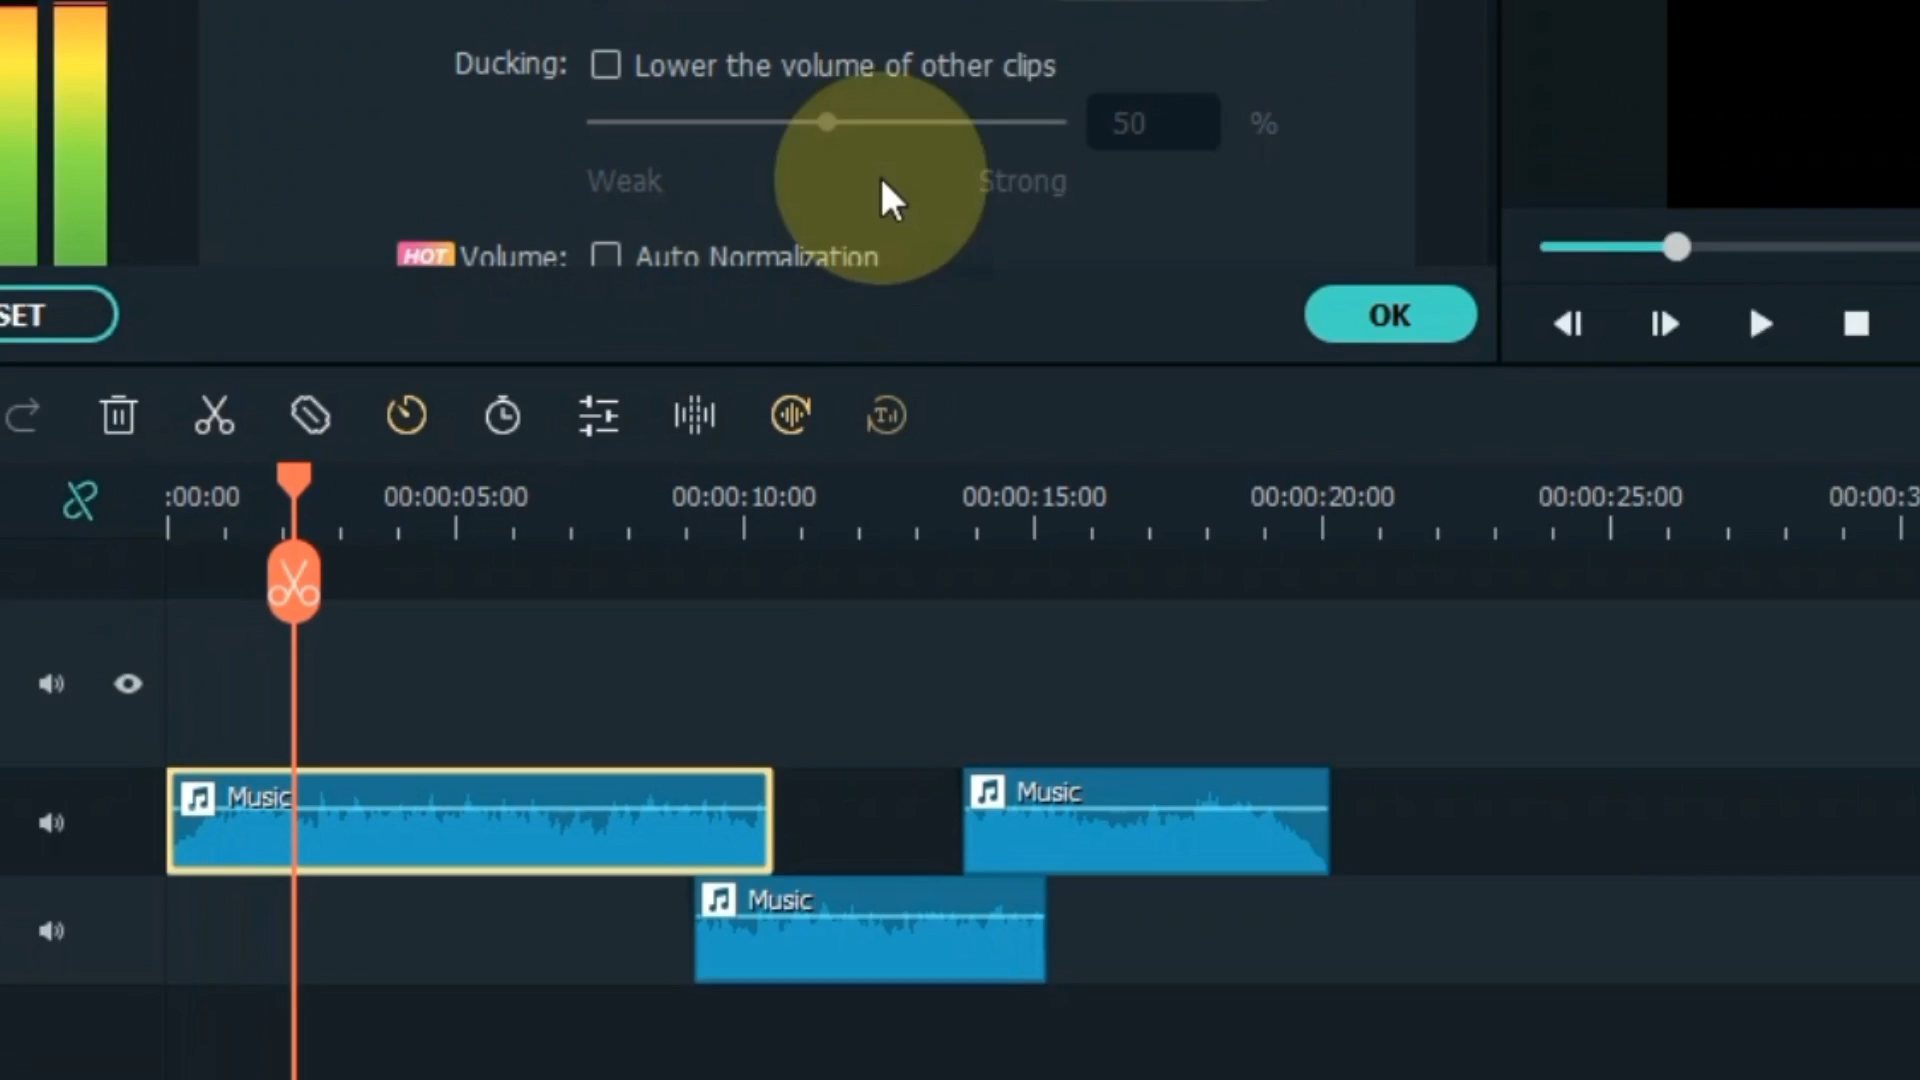 Ducking: Lower the volume of other clips
50 %
Weak Strong
HOT Volume: Auto Normalization
SET OK
:00:00 00:00:05:00 00:00:10:00 00:00:15:00 00:00:20:00 00:00:25:00 00:00:3
Music Music
Music